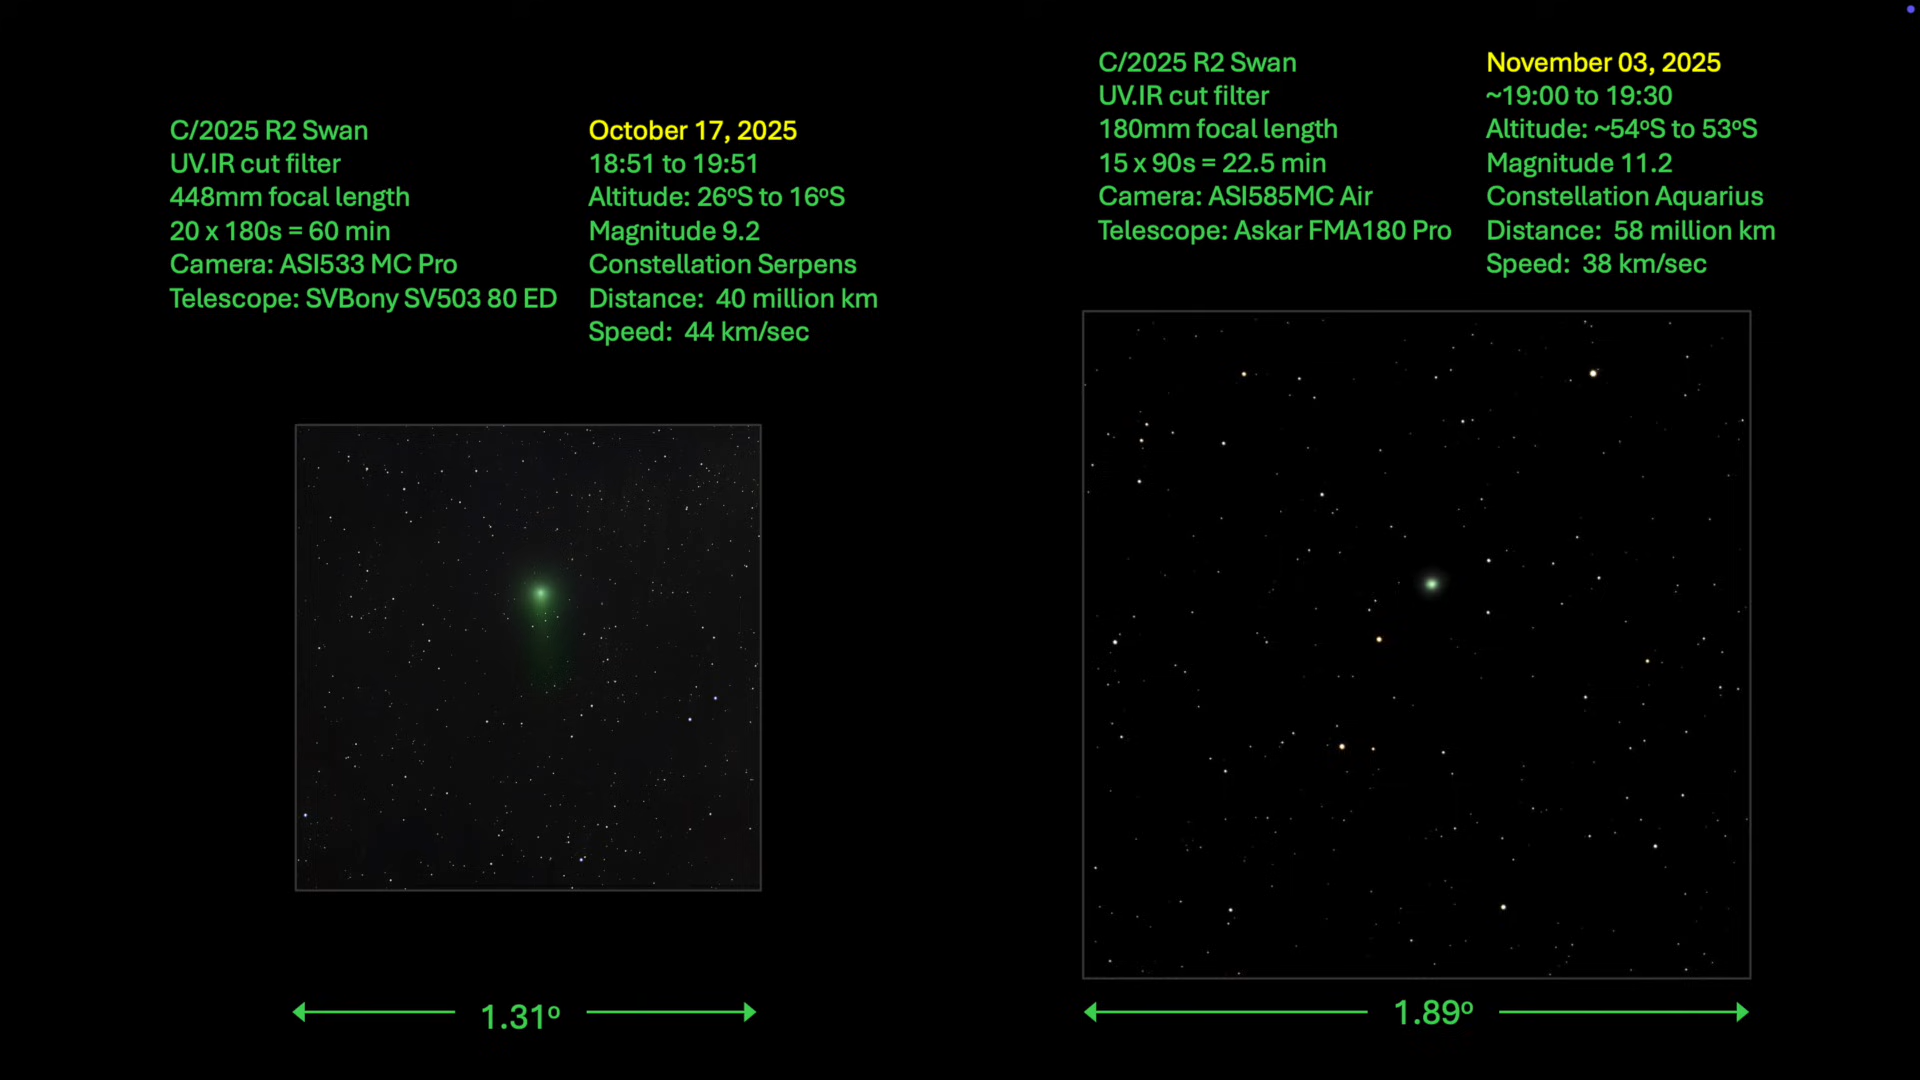 C/2025 R2 Swan
UV.IR cut filter
448mm focal length
20 x 180s = 60 min
Camera: ASI533 MC Pro
Telescope: SVBony SV503 80 ED
October 17, 2025
18:51 to 19:51
Altitude: 26ºS to 16ºS
Magnitude 9.2
Constellation Serpens
Distance:  40 million km
Speed:  44 km/sec
1.31º
C/2025 R2 Swan
UV.IR cut filter
180mm focal length
15 x 90s = 22.5 min
Camera: ASI585MC Air
Telescope: Askar FMA180 Pro
November 03, 2025
~19:00 to 19:30
Altitude: ~54ºS to 53ºS
Magnitude 11.2
Constellation Aquarius
Distance:  58 million km
Speed:  38 km/sec
1.89º